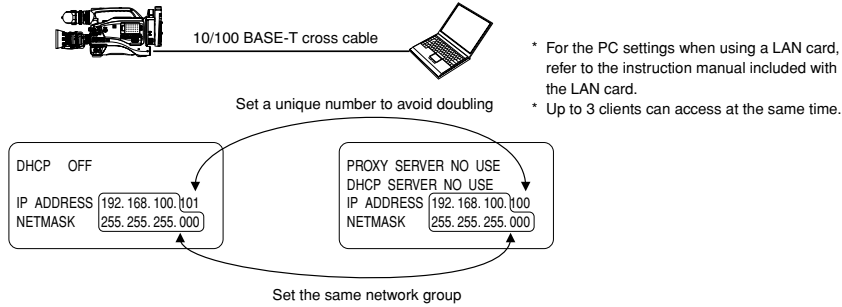 10/100 BASE-T cross cable
* For the PC settings when using a LAN card,
refer to the instruction manual included with
the LAN card.
* Up to 3 clients can access at the same time.
Set a unique number to avoid doubling
DHCP OFF
IP ADDRESS 192. 168. 100. 101
NETMASK 255. 255. 255. 000
PROXY SERVER NO USE
DHCP SERVER NO USE
IP ADDRESS 192. 168. 100. 100
NETMASK 255. 255. 255. 000
Set the same network group